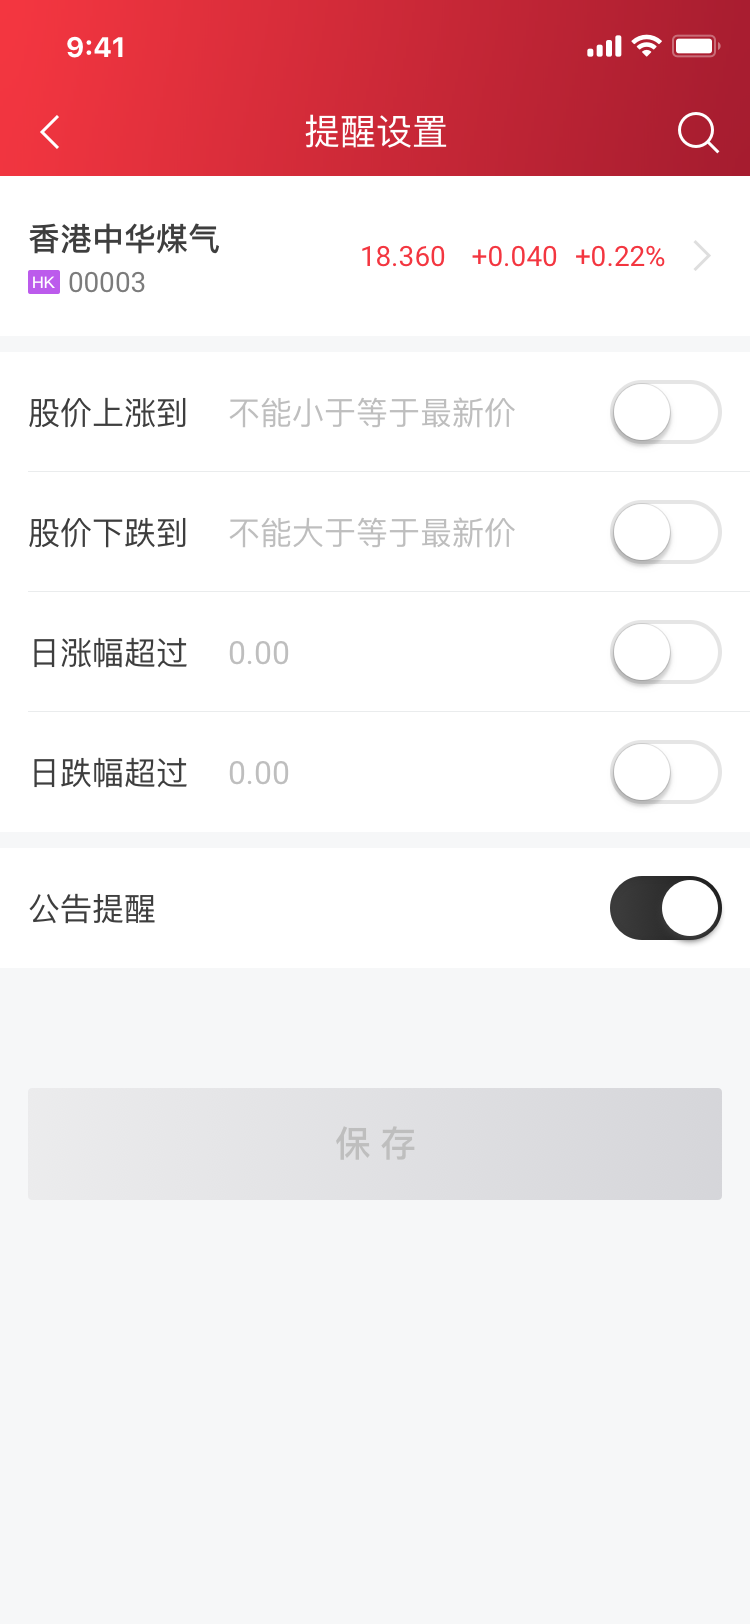 9:41
提醒设置
香港中华煤气
18.360 +0.040 +0.22%
HK 00003
股价上涨到 不能小于等于最新价
股价下跌到 不能大于等于最新价
日涨幅超过 0.00
日跌幅超过 0.00
公告提醒
保 存